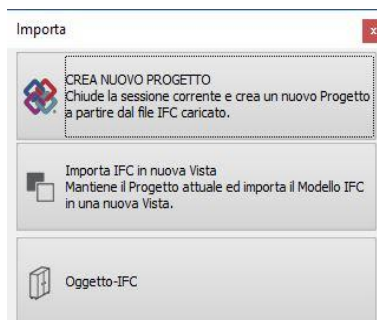 Importa
x
CREA NUOVO PROGETTO
Chiude la sessione corrente e crea un nuovo Progetto
a partire dal file IFC caricato.
Importa IFC in nuova Vista
Mantiene il Progetto attuale ed importa il Modello IFC
in una nuova Vista.
Oggetto-IFC